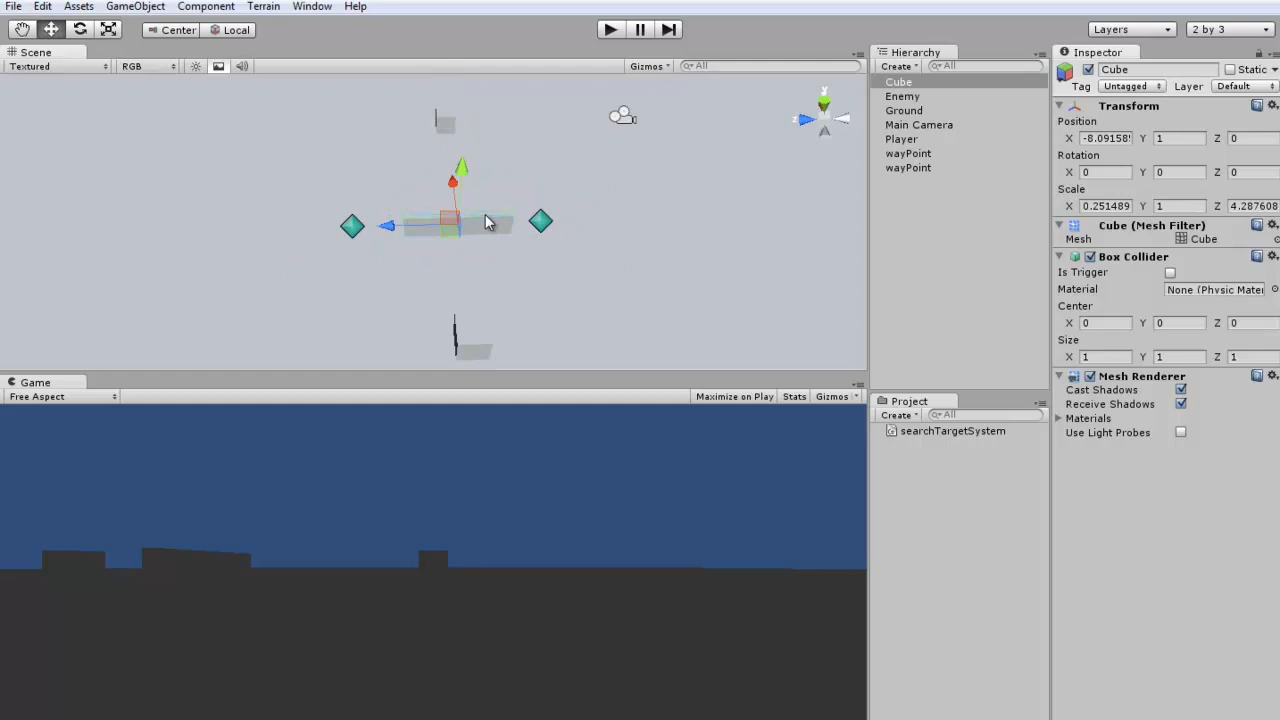 File Edit Assets GameObject Component Terrain Window Help
Center Local Layers 2 by 3
Scene
Textured RGB Gizmos All
y
z
Game
Free Aspect Maximize on Play Stats Gizmos
Hierarchy
Create All
Cube
Enemy
Ground
Main Camera
Player
wayPoint
wayPoint
Project
Create All
searchTargetSystem
Inspector
Cube Static
Tag Untagged Layer Default
Transform
Position
X -8.09158 Y 1 Z 0
Rotation
X 0 Y 0 Z 0
Scale
X 0.251489 Y 1 Z 4.287608
Cube (Mesh Filter)
Mesh Cube
Box Collider
Is Trigger
Material None (Physic Mater
Center
X 0 Y 0 Z 0
Size
X 1 Y 1 Z 1
Mesh Renderer
Cast Shadows
Receive Shadows
Materials
Use Light Probes